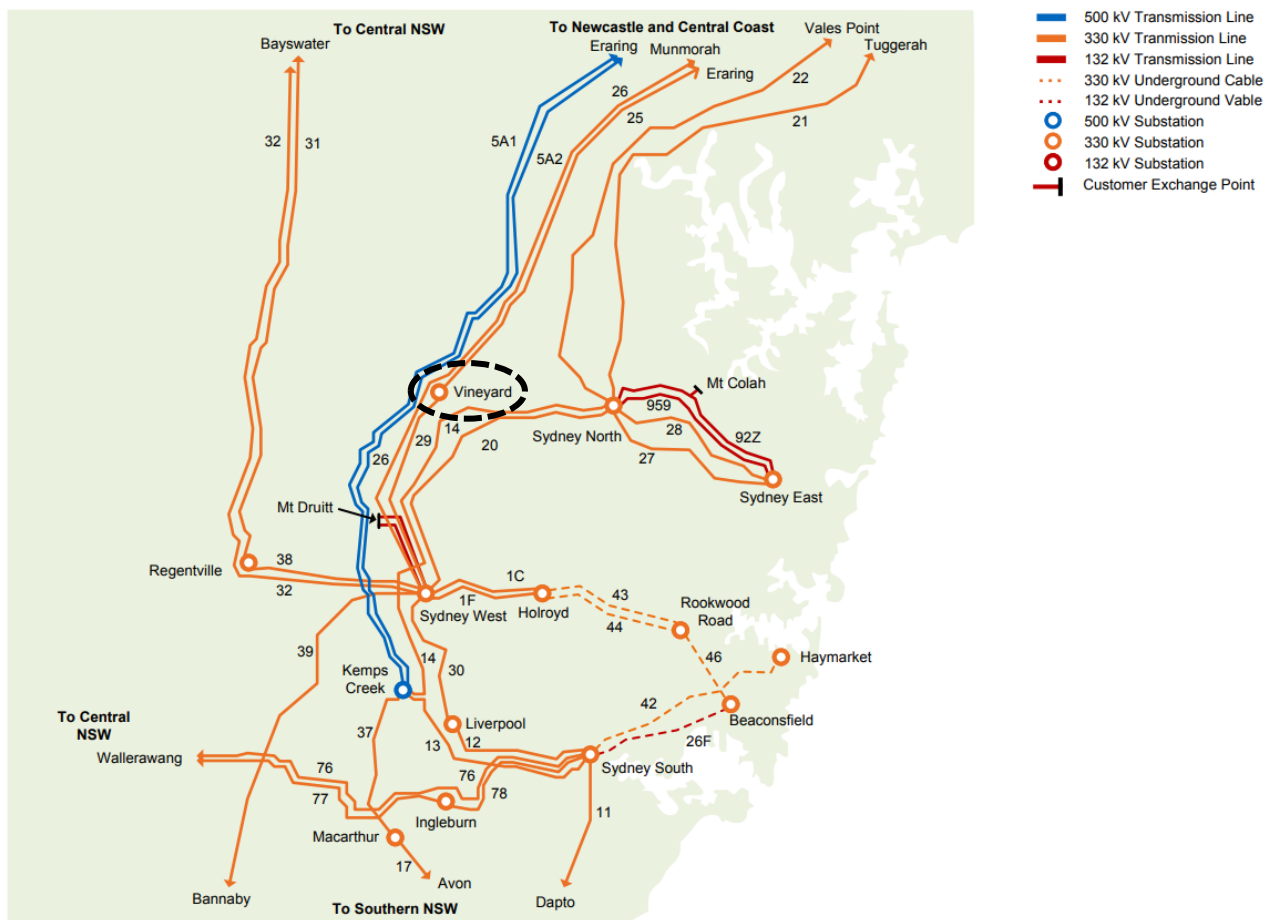 To Central NSW
To Newcastle and Central Coast
Bayswater
Eraring
Munmorah
Eraring
Vales Point
Tuggerah
500 kV Transmission Line
330 kV Tranmission Line
132 kV Transmission Line
330 kV Underground Cable
132 kV Underground Vable
500 kV Substation
330 kV Substation
132 kV Substation
Customer Exchange Point
32
31
5A1
5A2
26
25
22
21
Vineyard
Mt Colah
29
14
20
26
Sydney North
959
28
27
92Z
Sydney East
Mt Druitt
Regentville
38
32
1C
1F
Sydney West
Holroyd
43
44
Rookwood
Road
46
Haymarket
39
14
30
Kemps
Creek
42
Beaconsfield
Liverpool
37
13
12
26F
Sydney South
To Central
NSW
Wallerawang
76
77
76
78
Ingleburn
11
Macarthur
17
Bannaby
Avon
Dapto
To Southern NSW